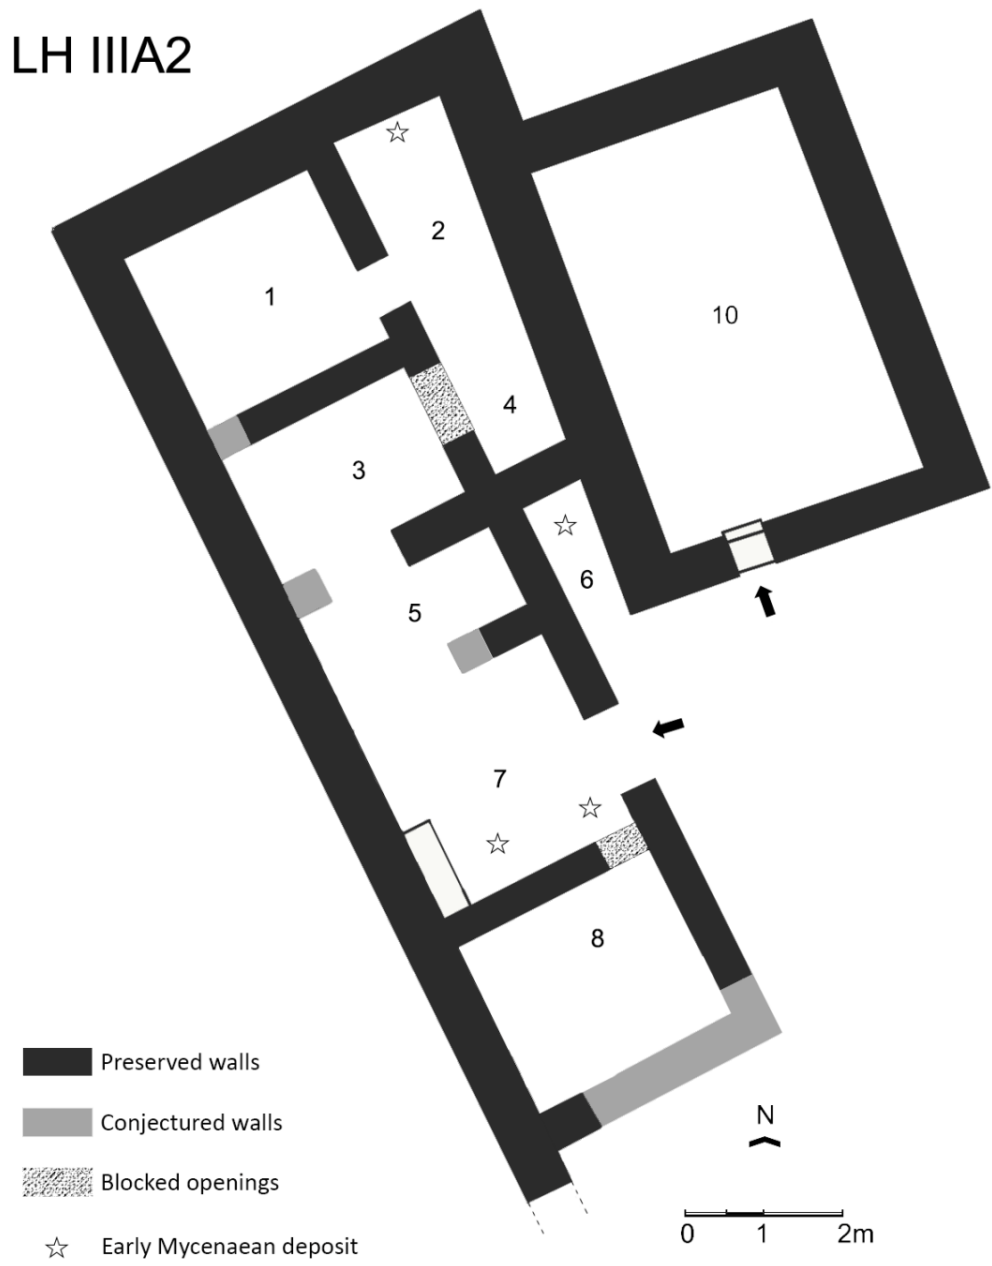 LH IIIA2
2
1
10
4
3
6
5
7
8
Preserved walls
Conjectured walls
Blocked openings
Early Mycenaean deposit
N
0 1 2m